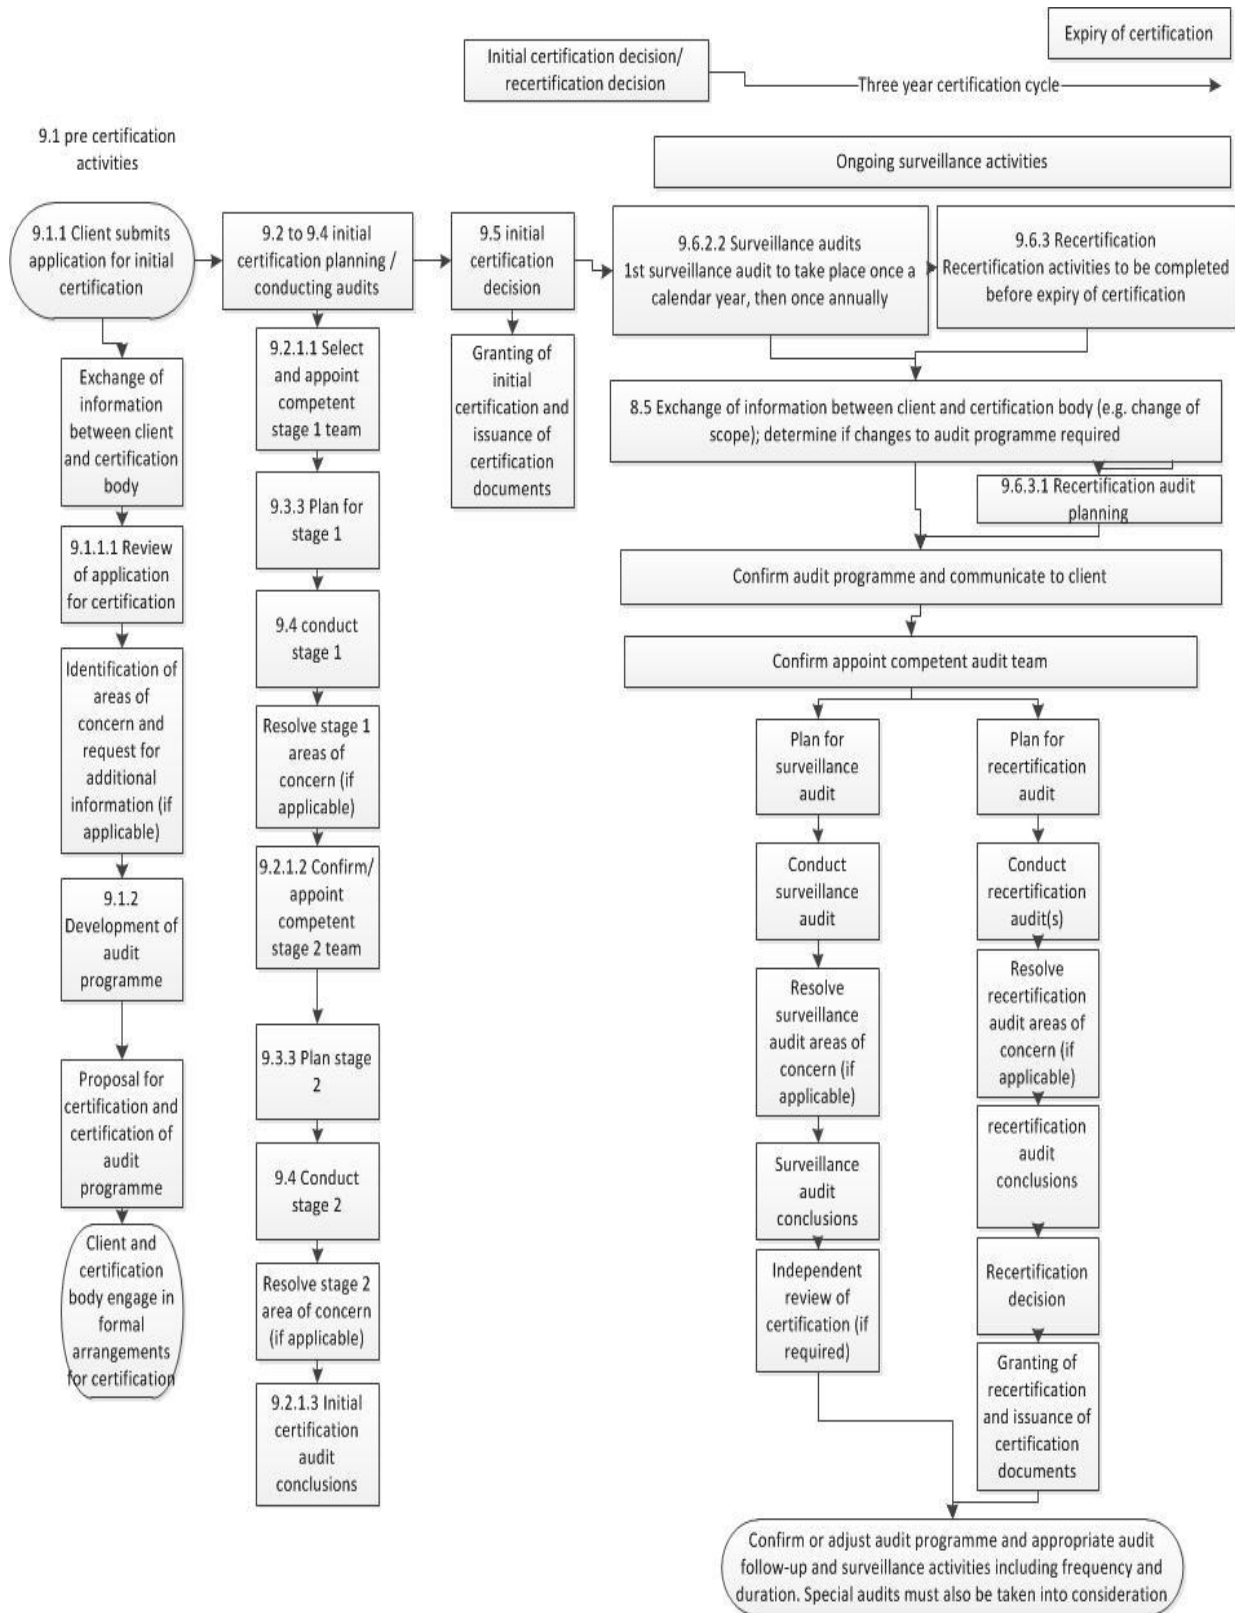 Expiry of certification
Initial certification decision/
recertification decision
Three year certification cycle
9.1 pre certification
activities
Ongoing surveillance activities
9.1.1 Client submits
application for initial
certification
9.2 to 9.4 initial
certification planning /
conducting audits
9.5 initial
certification
decision
9.6.2.2 Surveillance audits
1st surveillance audit to take place once a
calendar year, then once annually
9.6.3 Recertification
Recertification activities to be completed
before expiry of certification
Exchange of
information
between client
and certification
body
9.1.1.1 Review
of application
for certification
Identification of
areas of
concern and
request for
additional
information (if
applicable)
9.1.2
Development of
audit
programme
Proposal for
certification and
certification of
audit
programme
Client and
certification
body engage in
formal
arrangements
for certification
9.2.1.1 Select
and appoint
competent
stage 1 team
9.3.3 Plan for
stage 1
9.4 conduct
stage 1
Resolve stage 1
areas of
concern (if
applicable)
9.2.1.2 Confirm/
appoint
competent
stage 2 team
9.3.3 Plan stage
2
9.4 Conduct
stage 2
Resolve stage 2
area of concern
(if applicable)
9.2.1.3 Initial
certification
audit
conclusions
Granting of
initial
certification and
issuance of
certification
documents
8.5 Exchange of information between client and certification body (e.g. change of
scope); determine if changes to audit programme required
9.6.3.1 Recertification audit
planning
Confirm audit programme and communicate to client
Confirm appoint competent audit team
Plan for
surveillance
audit
Conduct
surveillance
audit
Resolve
surveillance
audit areas of
concern (if
applicable)
Surveillance
audit
conclusions
Independent
review of
certification (if
required)
Plan for
recertification
audit
Conduct
recertification
audit(s)
Resolve
recertification
audit areas of
concern (if
applicable)
recertification
audit
conclusions
Recertification
decision
Granting of
recertification
and issuance of
certification
documents
Confirm or adjust audit programme and appropriate audit
follow-up and surveillance activities including frequency and
duration. Special audits must also be taken into consideration